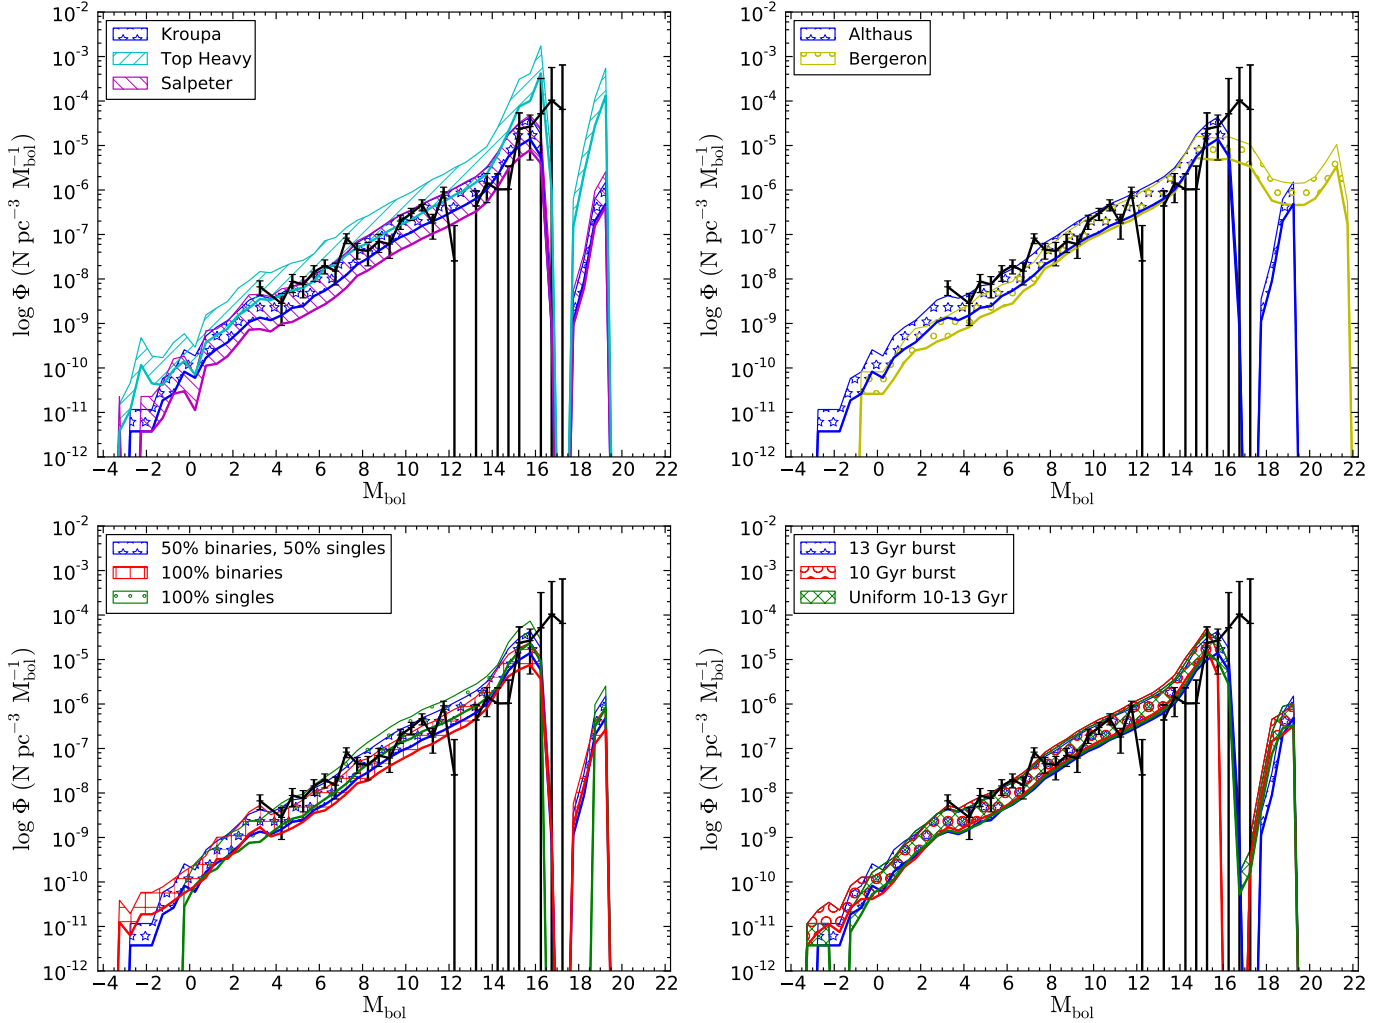 10⁻²
10⁻³
10⁻⁴
10⁻⁵
10⁻⁶
10⁻⁷
10⁻⁸
10⁻⁹
10⁻¹⁰
10⁻¹¹
10⁻¹²
log Φ (N pc⁻³ M_bol⁻¹)
Kroupa
Top Heavy
Salpeter
−4 −2 0 2 4 6 8 10 12 14 16 18 20 22
M_bol
10⁻²
10⁻³
10⁻⁴
10⁻⁵
10⁻⁶
10⁻⁷
10⁻⁸
10⁻⁹
10⁻¹⁰
10⁻¹¹
10⁻¹²
log Φ (N pc⁻³ M_bol⁻¹)
Althaus
Bergeron
−4 −2 0 2 4 6 8 10 12 14 16 18 20 22
M_bol
10⁻²
10⁻³
10⁻⁴
10⁻⁵
10⁻⁶
10⁻⁷
10⁻⁸
10⁻⁹
10⁻¹⁰
10⁻¹¹
10⁻¹²
log Φ (N pc⁻³ M_bol⁻¹)
50% binaries, 50% singles
100% binaries
100% singles
−4 −2 0 2 4 6 8 10 12 14 16 18 20 22
M_bol
10⁻²
10⁻³
10⁻⁴
10⁻⁵
10⁻⁶
10⁻⁷
10⁻⁸
10⁻⁹
10⁻¹⁰
10⁻¹¹
10⁻¹²
log Φ (N pc⁻³ M_bol⁻¹)
13 Gyr burst
10 Gyr burst
Uniform 10-13 Gyr
−4 −2 0 2 4 6 8 10 12 14 16 18 20 22
M_bol